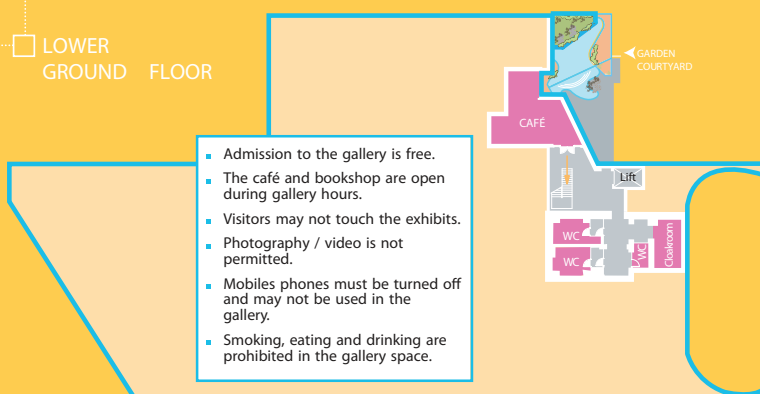 LOWER
GROUND FLOOR
GARDEN
COURTYARD
CAFÉ
Lift
WC
WC
WC
Cloakroom
Admission to the gallery is free.
The café and bookshop are open
during gallery hours.
Visitors may not touch the exhibits.
Photography / video is not
permitted.
Mobiles phones must be turned off
and may not be used in the
gallery.
Smoking, eating and drinking are
prohibited in the gallery space.